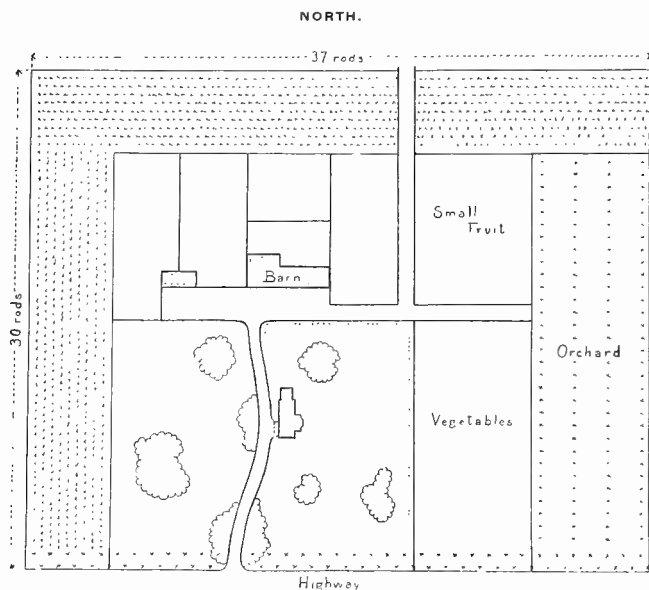 NORTH.
37 rods
30 rods
Small
Fruit
Barn
Orchard
Vegetables
Highway